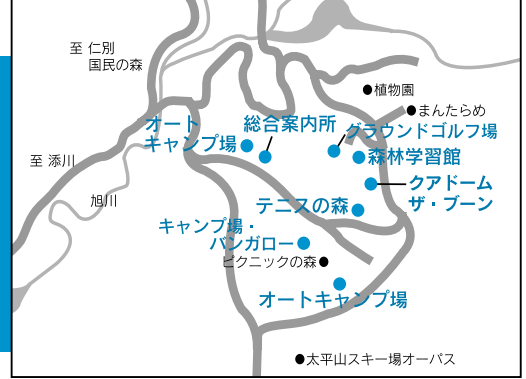 至 仁別
国民の森
●植物園
●まんたらめ
オート
キャンプ場
総合案内所
グラウンドゴルフ場
至 添川
森林学習館
クアドーム
ザ・ブーン
旭川
テニスの森
キャンプ場・
バンガロー
ピクニックの森●
オートキャンプ場
●太平山スキー場オーパス